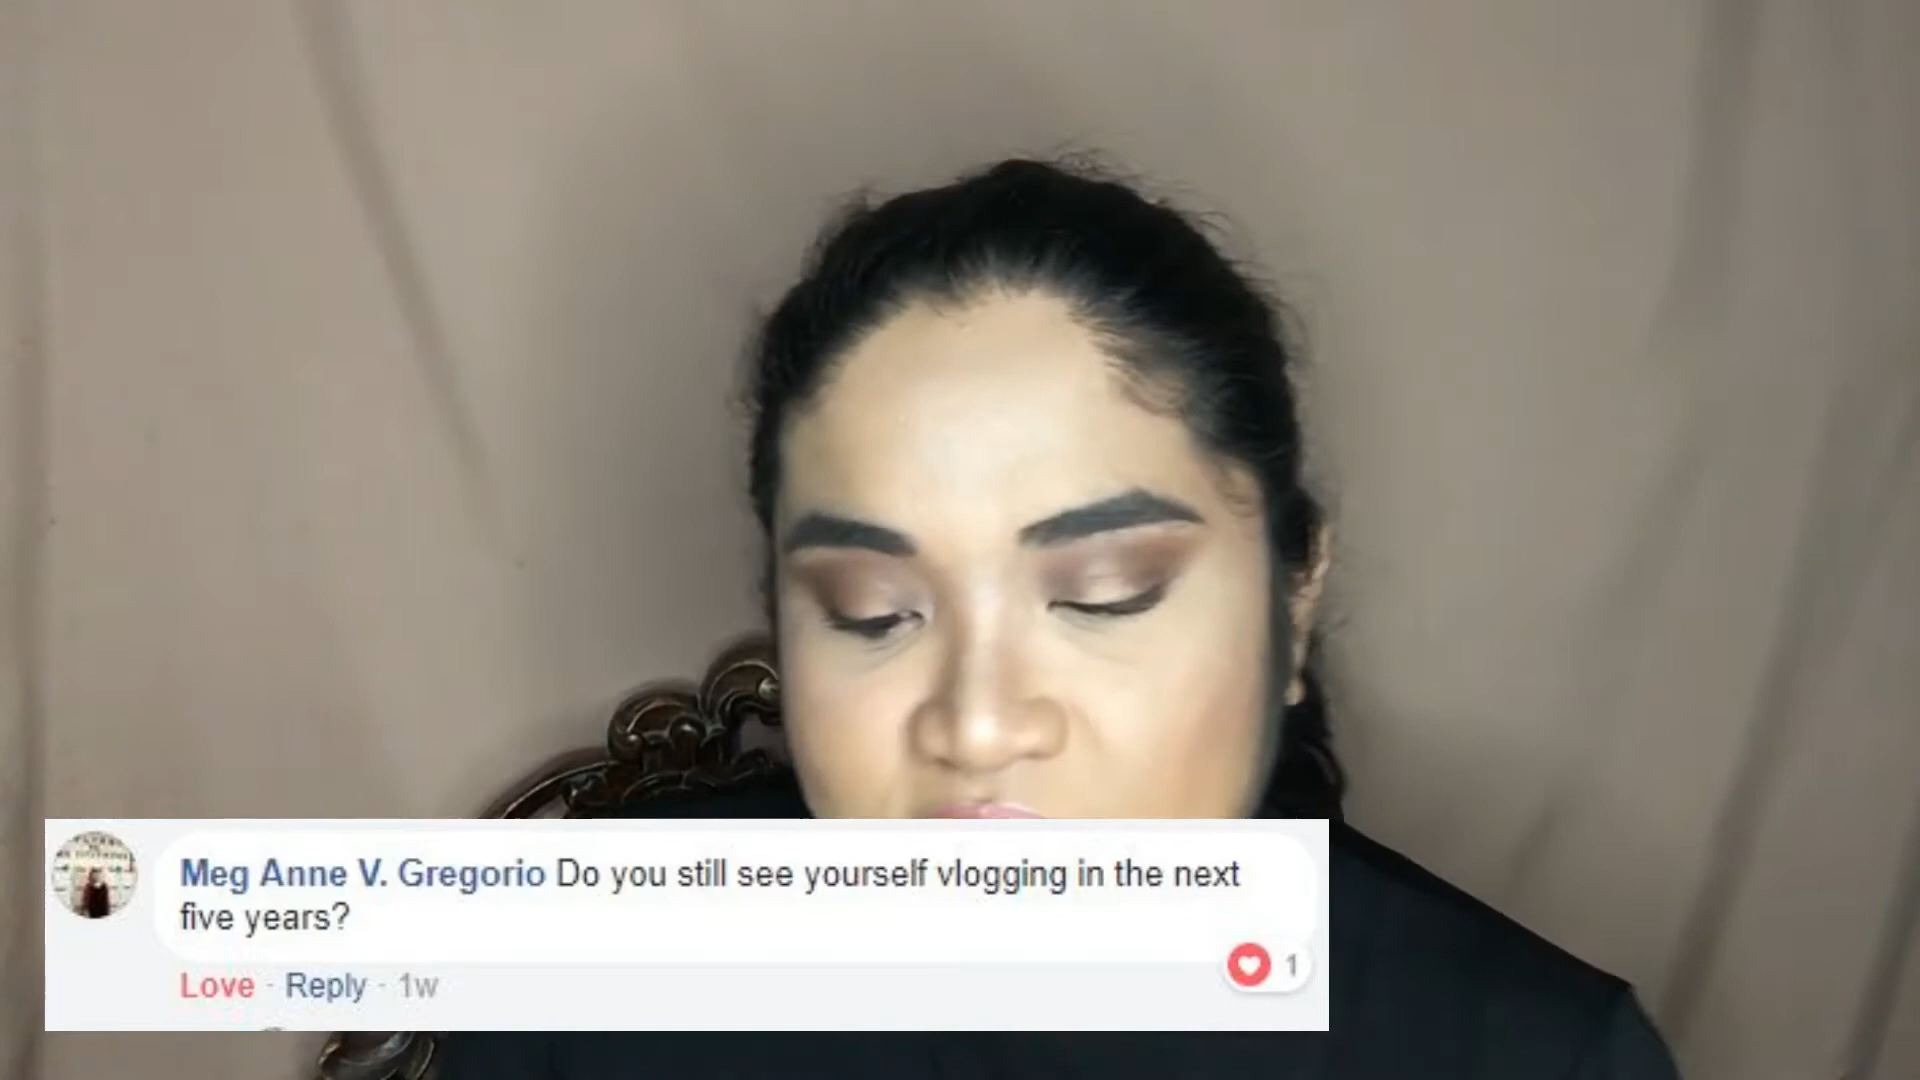 Meg Anne V. Gregorio Do you still see yourself vlogging in the next
five years?
Love · Reply · 1w
1